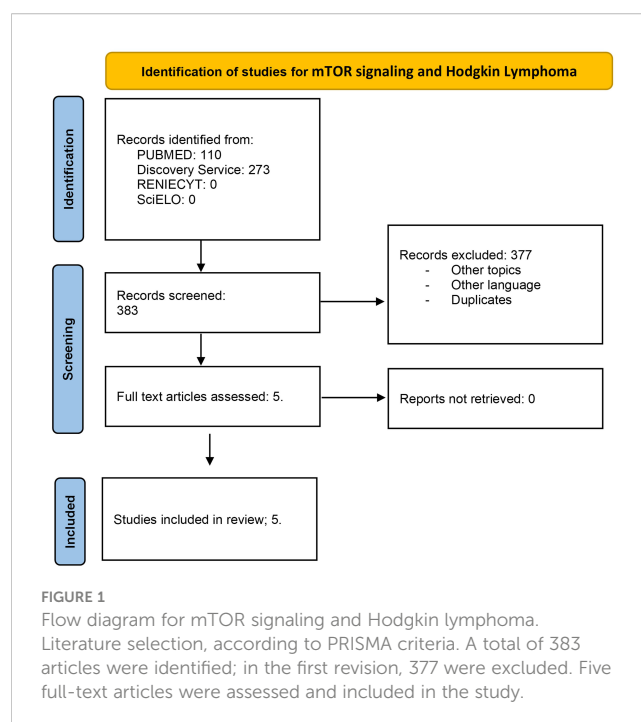 Identification of studies for mTOR signaling and Hodgkin Lymphoma
Identification
Records identified from:
PUBMED: 110
Discovery Service: 273
RENIECYT: 0
SciELO: 0
Screening
Records screened:
383
Records excluded: 377
- Other topics
- Other language
- Duplicates
Full text articles assessed: 5.
Reports not retrieved: 0
Included
Studies included in review; 5.
FIGURE 1
Flow diagram for mTOR signaling and Hodgkin lymphoma.
Literature selection, according to PRISMA criteria. A total of 383
articles were identified; in the first revision, 377 were excluded. Five
full-text articles were assessed and included in the study.